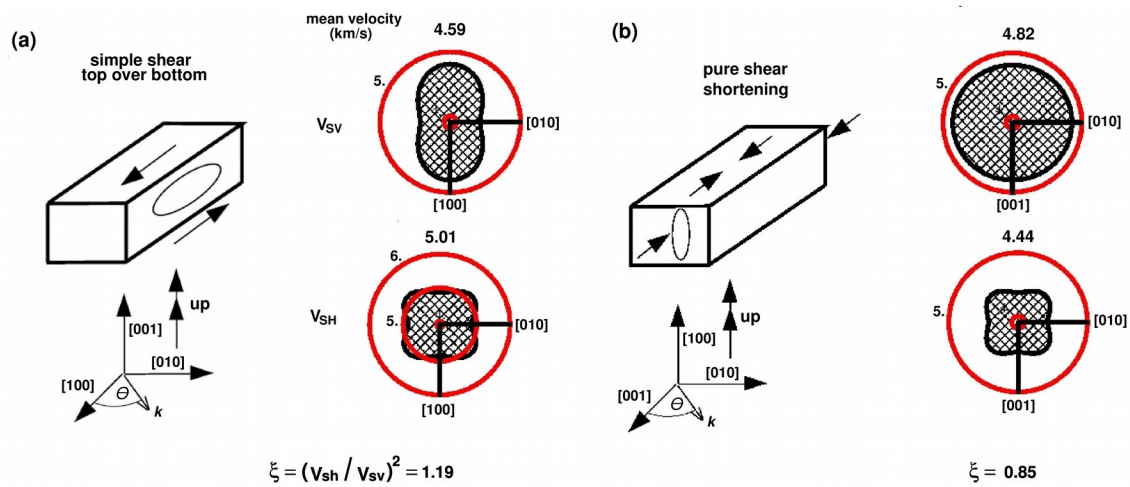 (a)
simple shear
top over bottom
mean velocity
(km/s)
4.59
5.
VSV
[010]
[100]
5.01
6.
VSH
5.
[010]
[100]
up
[001]
[010]
[100]
θ
k
ξ = (Vsh / Vsv)² = 1.19
(b)
pure shear
shortening
4.82
5.
[010]
[001]
4.44
5.
[010]
[001]
up
[100]
[010]
[001]
θ
k
ξ = 0.85